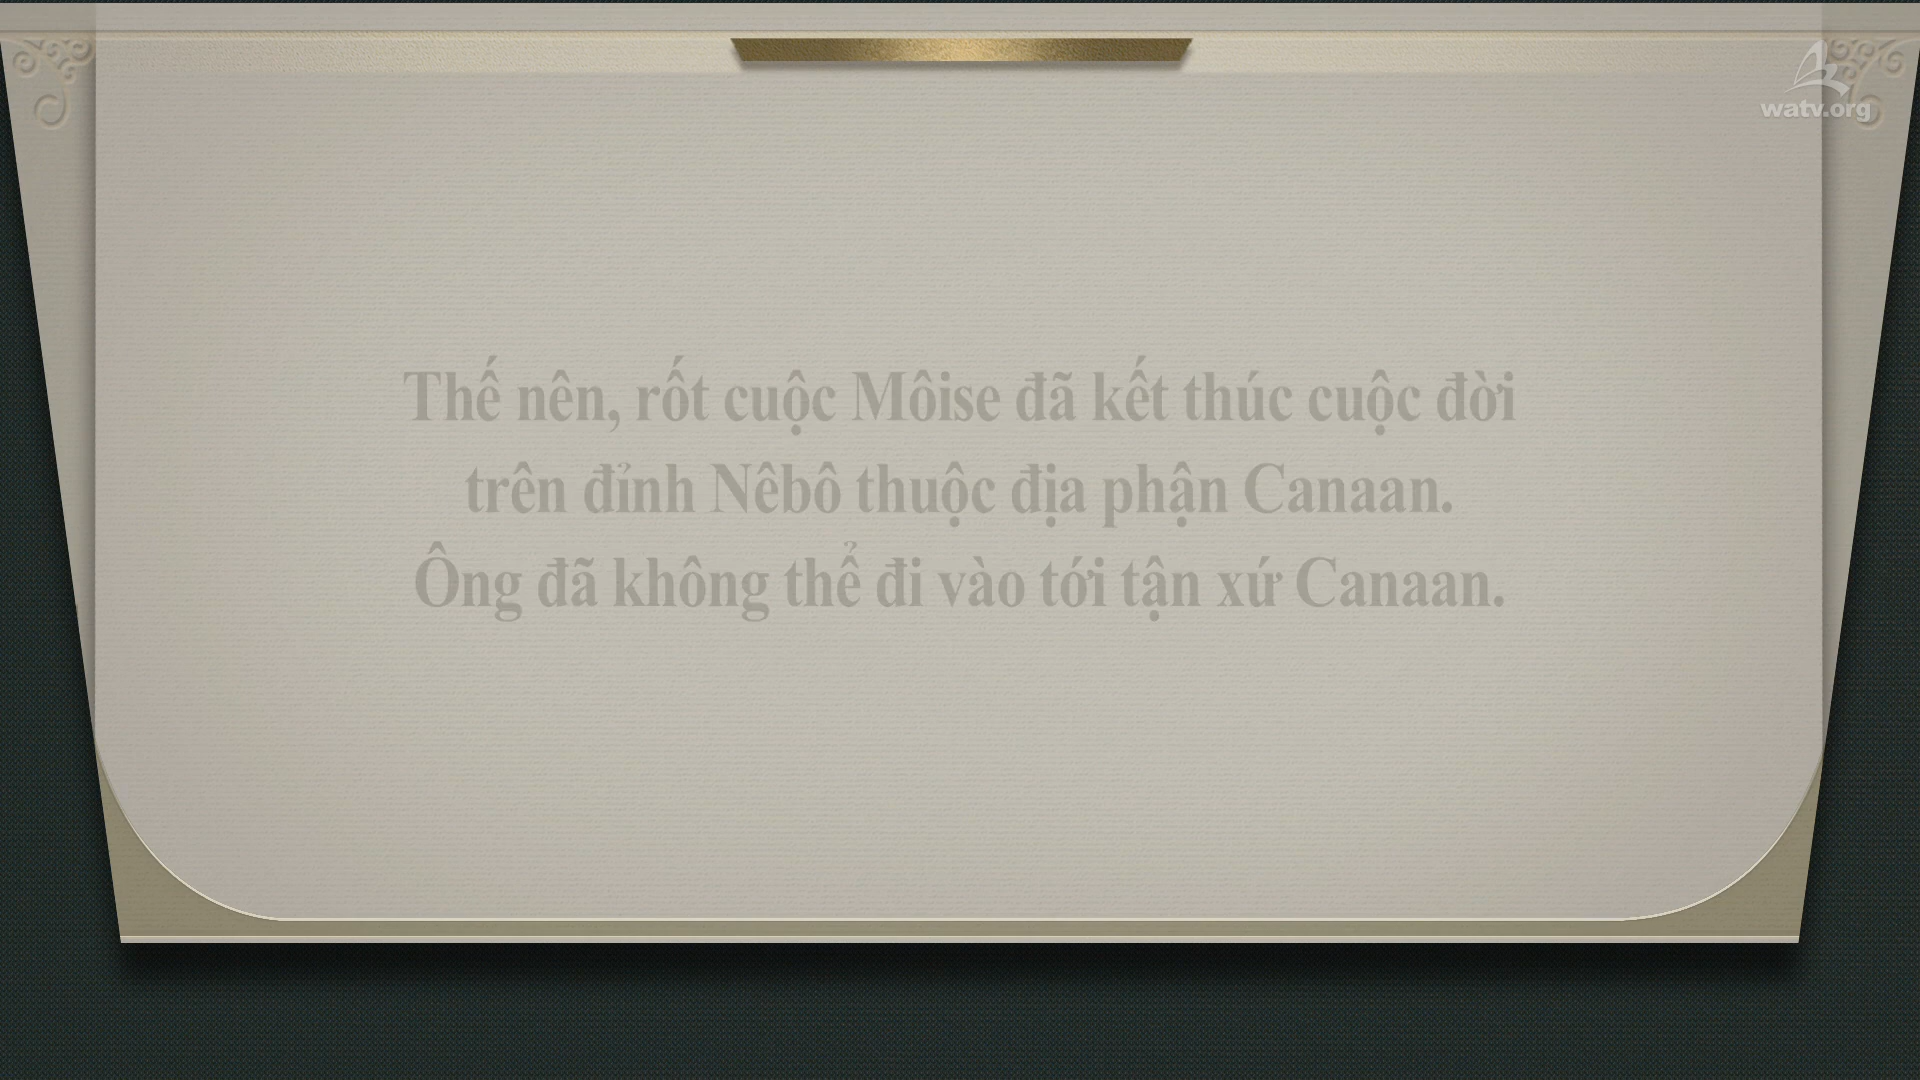 watv.org
Thế nên, rốt cuộc Môise đã kết thúc cuộc đời
trên đỉnh Nêbô thuộc địa phận Canaan.
Ông đã không thể đi vào tới tận xứ Canaan.